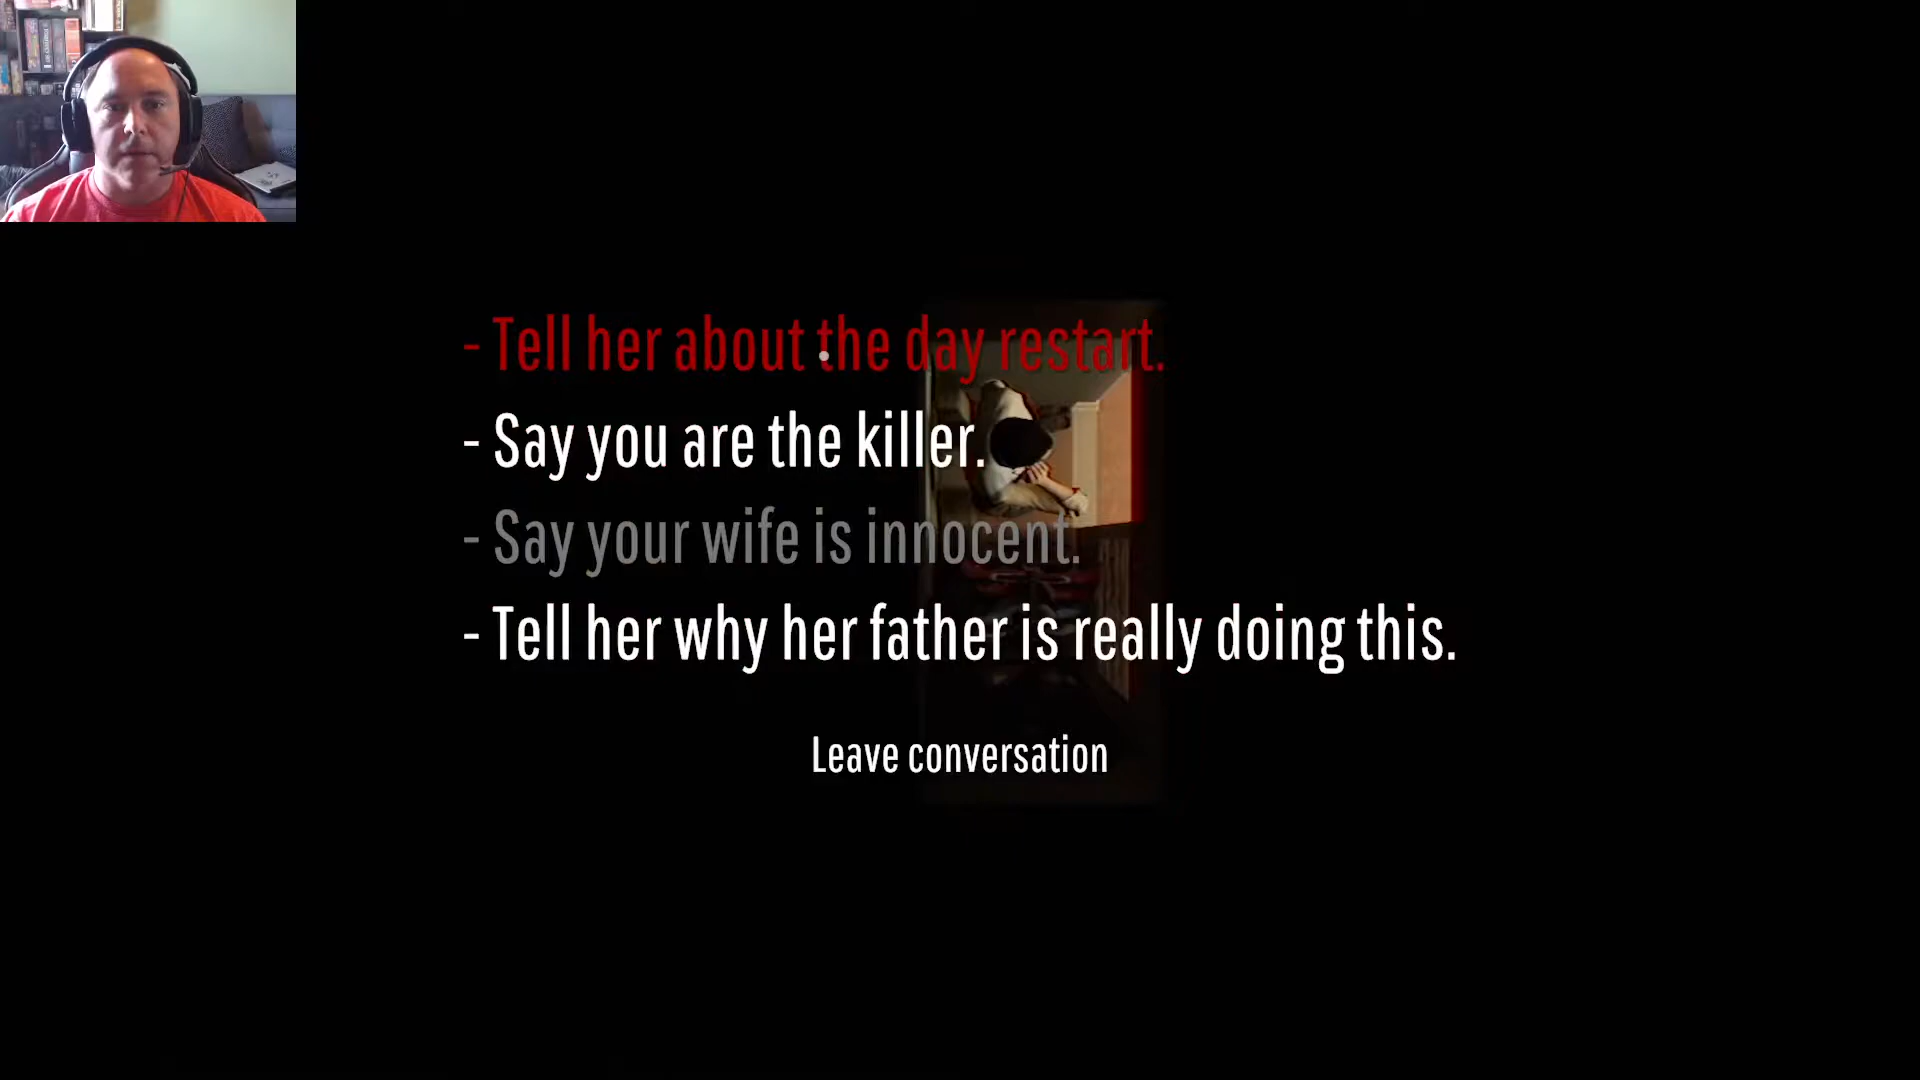 - Tell her about the day restart.
- Say you are the killer.
- Say your wife is innocent.
- Tell her why her father is really doing this.
Leave conversation